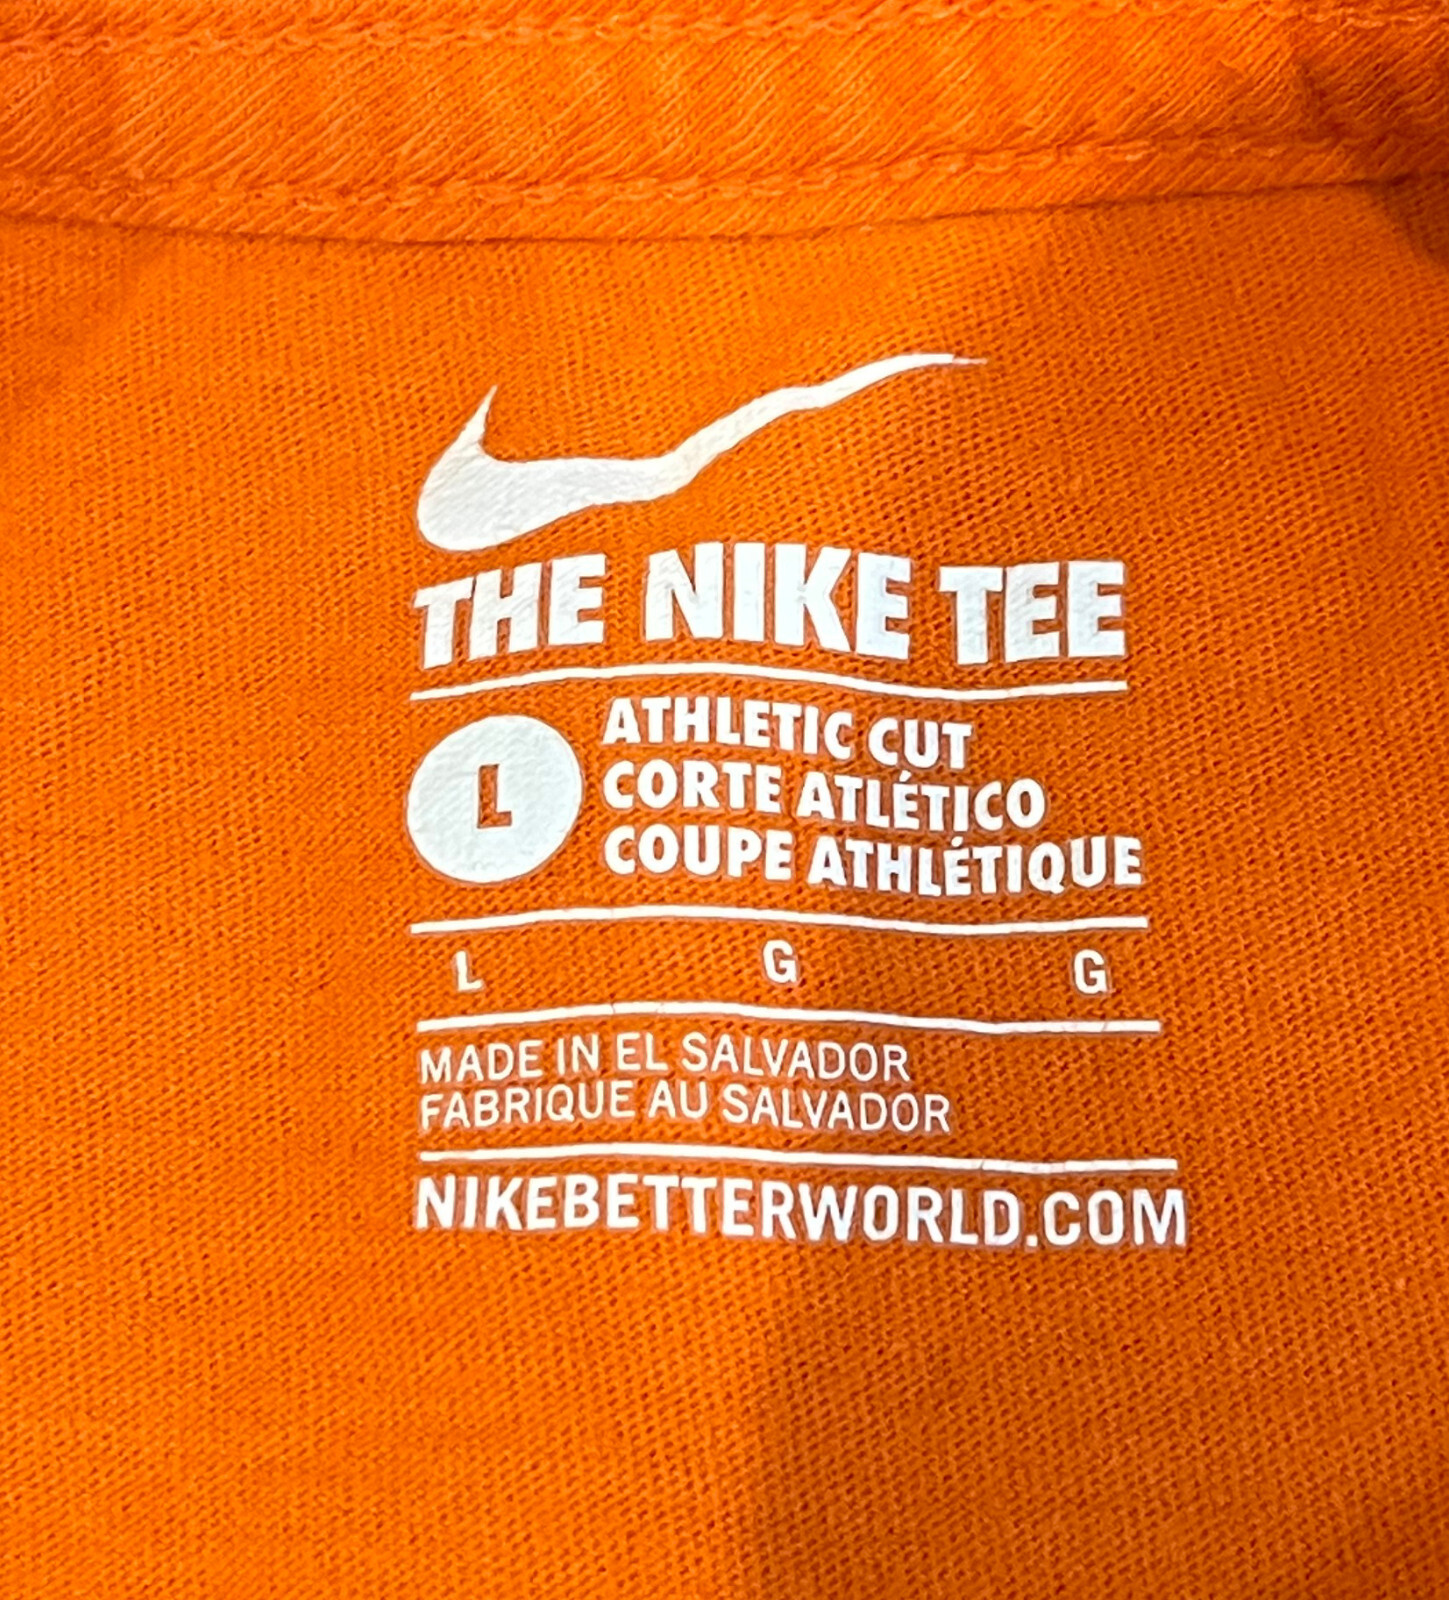 THE NIKE TEE
L
ATHLETIC CUT
CORTE ATLÉTICO
COUPE ATHLÉTIQUE
L G G
MADE IN EL SALVADOR
FABRIQUE AU SALVADOR
NIKEBETTERWORLD.COM